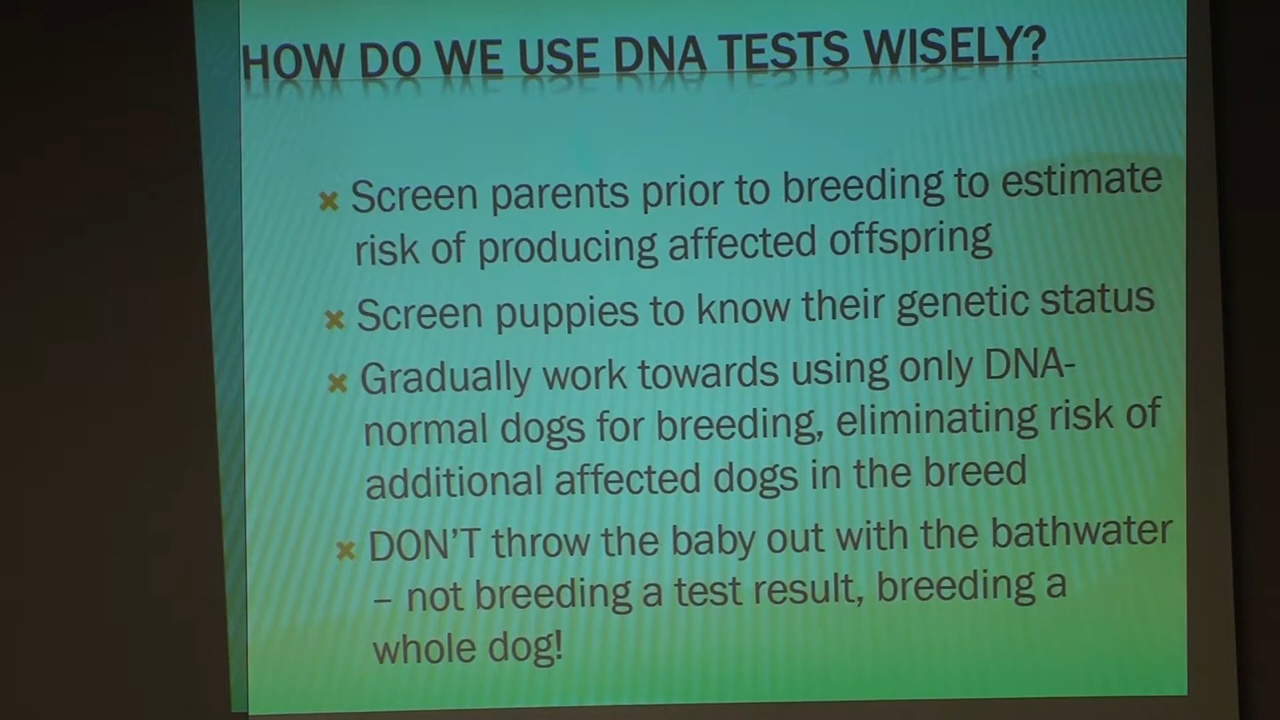 HOW DO WE USE DNA TESTS WISELY?
Screen parents prior to breeding to estimate
risk of producing affected offspring
Screen puppies to know their genetic status
Gradually work towards using only DNA-
normal dogs for breeding, eliminating risk of
additional affected dogs in the breed
DON'T throw the baby out with the bathwater
– not breeding a test result, breeding a
whole dog!